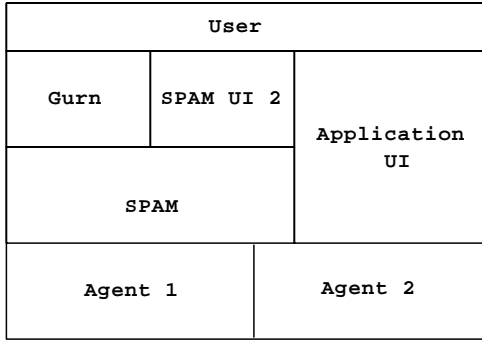 User
Gurn
SPAM UI 2
Application
UI
SPAM
Agent 1
Agent 2